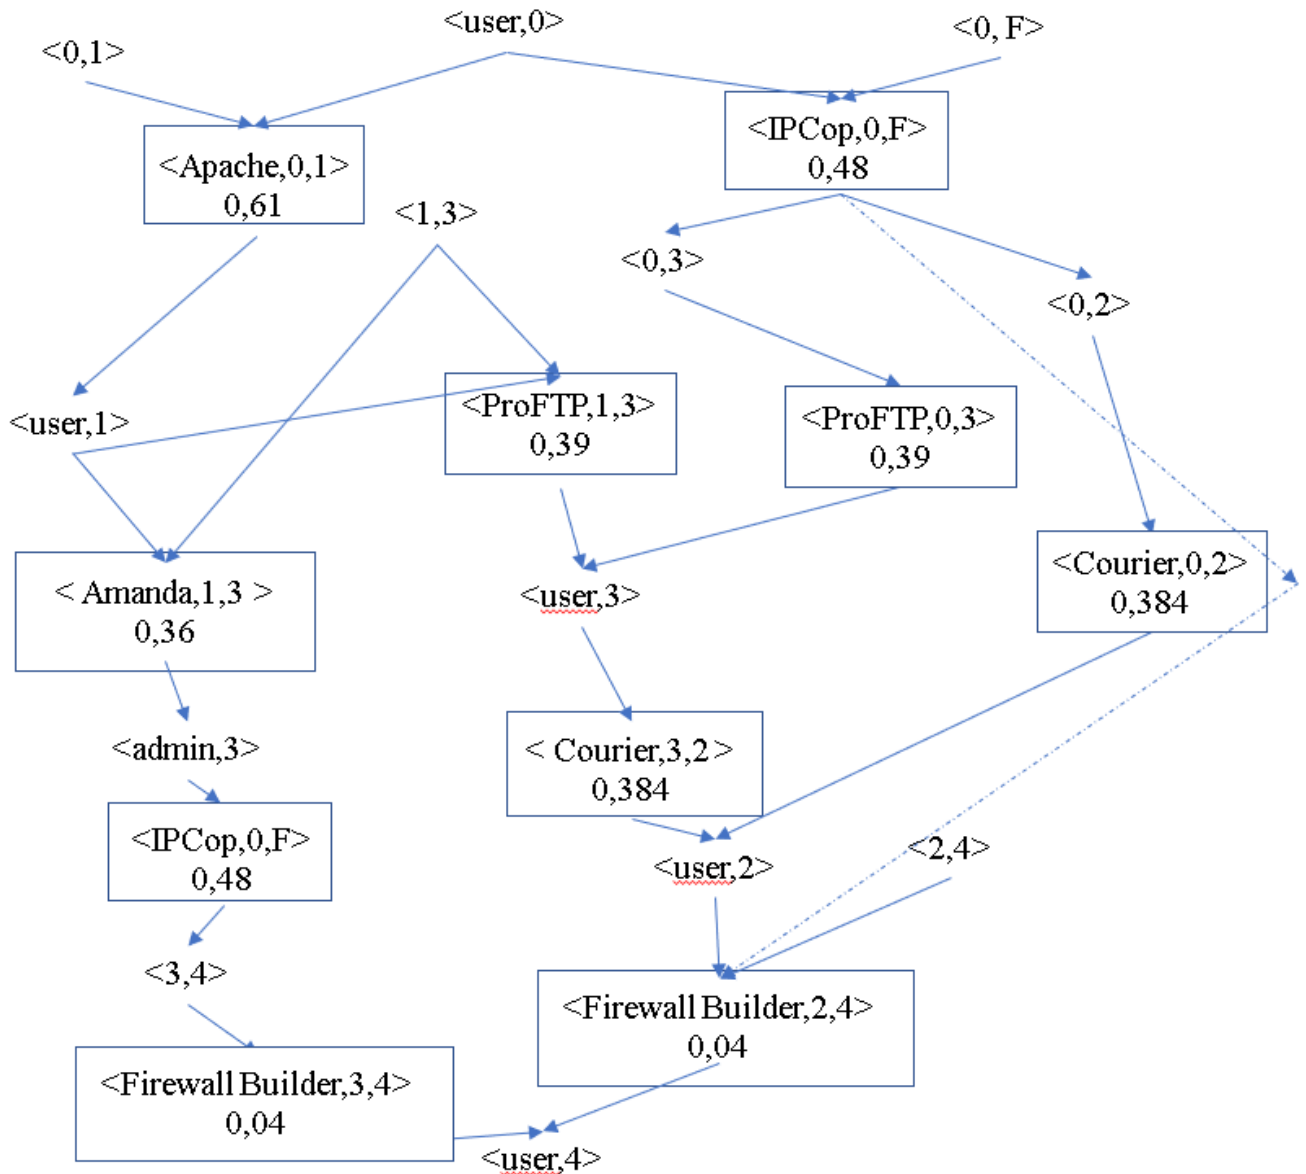 <user,0>
<0,1>
<0, F>
<IPCop,0,F>
0,48
<Apache,0,1>
0,61
<1,3>
<0,3>
<0,2>
<user,1>
<ProFTP,1,3>
0,39
<ProFTP,0,3>
0,39
<Courier,0,2>
0,384
< Amanda,1,3 >
0,36
<user,3>
<admin,3>
< Courier,3,2>
0,384
<IPCop,0,F>
0,48
<user,2>
<2,4>
<3,4>
<Firewall Builder,2,4>
0,04
<Firewall Builder,3,4>
0,04
<user,4>